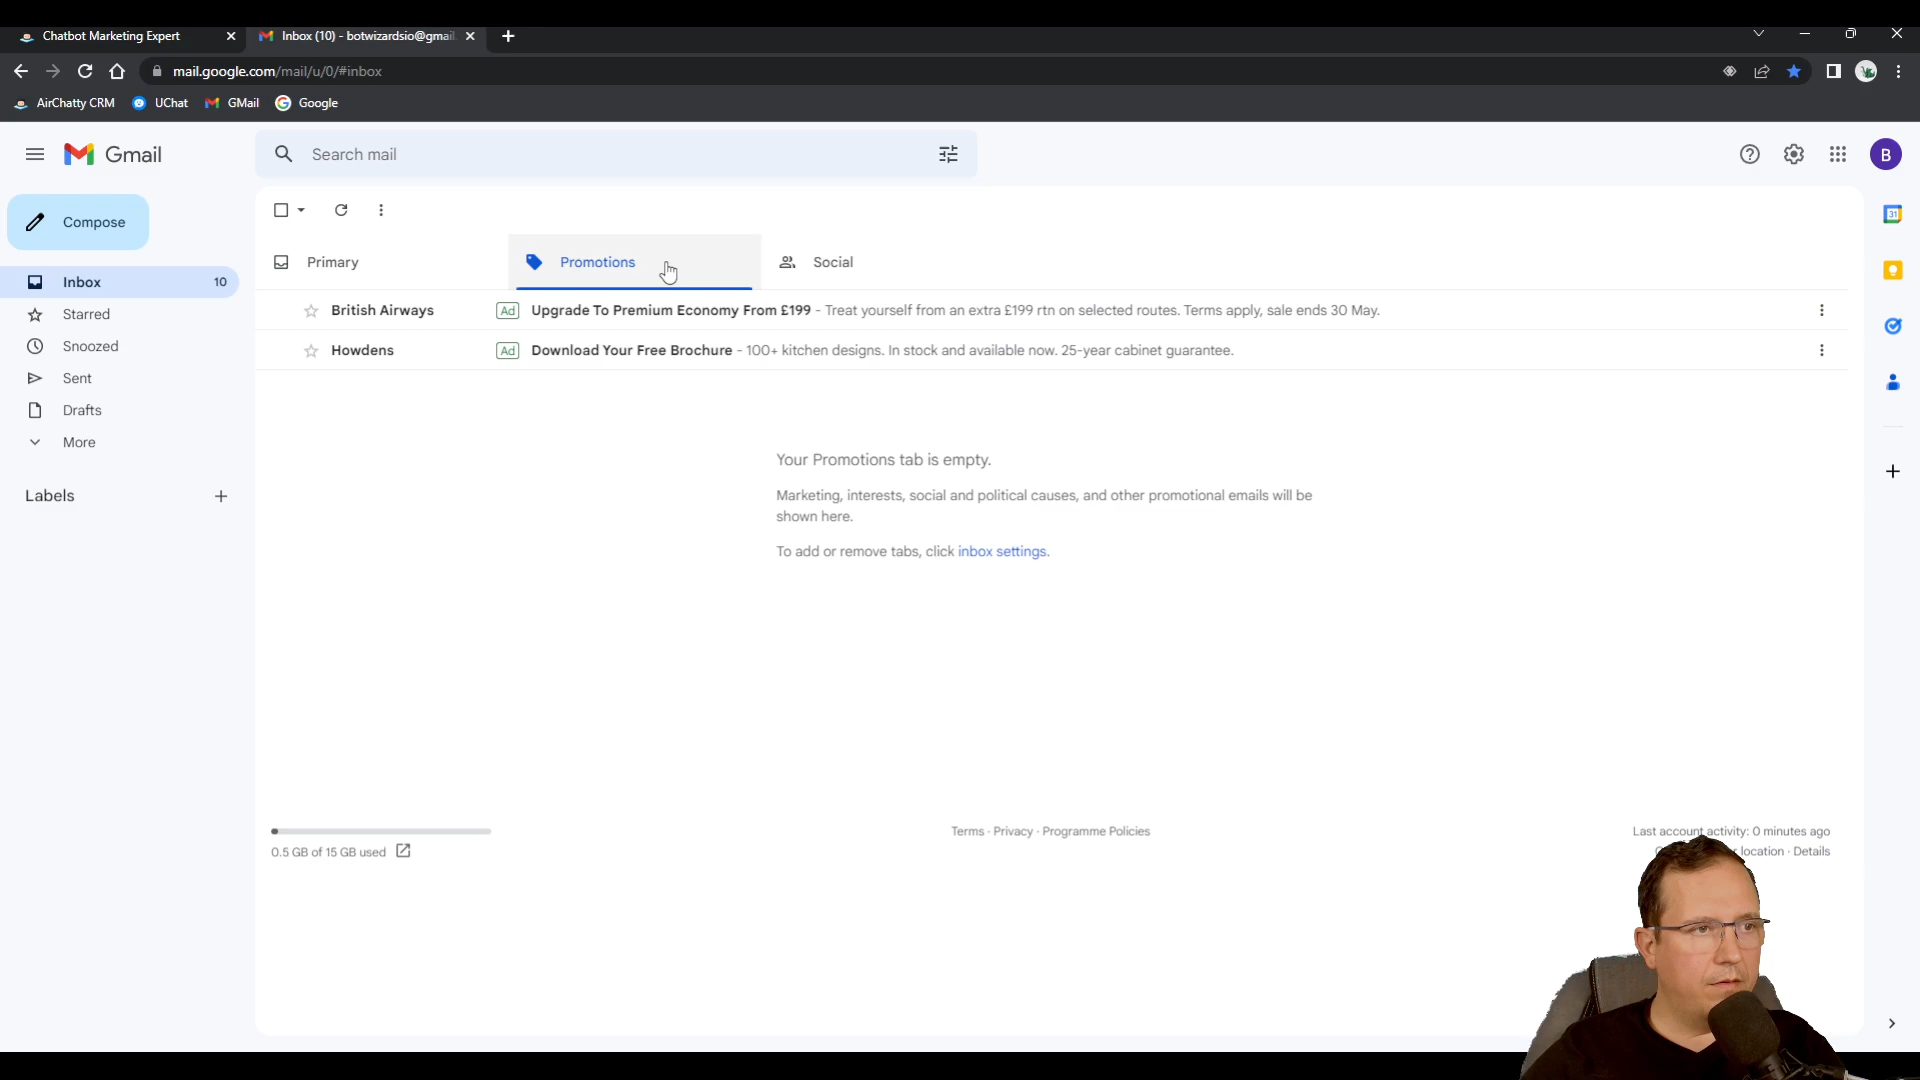 Chatbot Marketing Expert
Inbox (10) - botwizardsio@gmail.
mail.google.com/mail/u/0/#inbox
AirChatty CRM
UChat
GMail
Google
Gmail
Search mail
B
Compose
Primary
Promotions
Social
Inbox 10
Starred
Snoozed
Sent
Drafts
More
Labels
British Airways Ad Upgrade To Premium Economy From £199 - Treat yourself from an extra £199 rtn on selected routes. Terms apply, sale ends 30 May.
Howdens Ad Download Your Free Brochure - 100+ kitchen designs. In stock and available now. 25-year cabinet guarantee.
31
Your Promotions tab is empty.
Marketing, interests, social and political causes, and other promotional emails will be
shown here.
To add or remove tabs, click inbox settings.
0.5 GB of 15 GB used
Terms · Privacy · Programme Policies
Last account activity: 0 minutes ago
location · Details